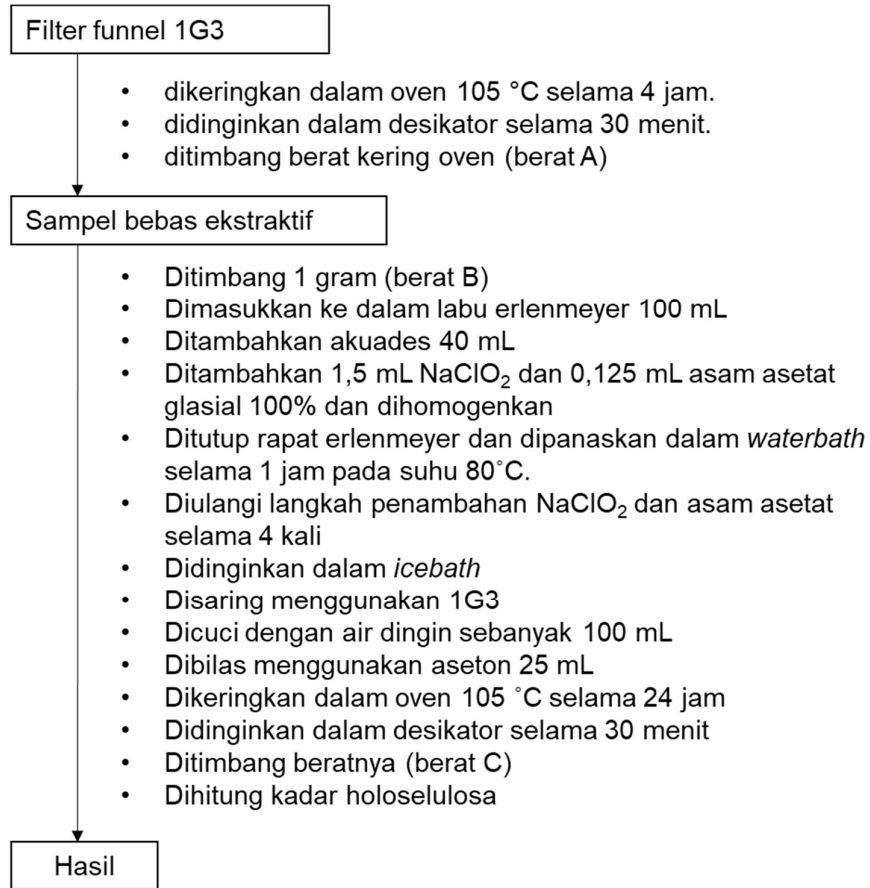 Filter funnel 1G3
• dikeringkan dalam oven 105 °C selama 4 jam.
• didinginkan dalam desikator selama 30 menit.
• ditimbang berat kering oven (berat A)
Sampel bebas ekstraktif
• Ditimbang 1 gram (berat B)
• Dimasukkan ke dalam labu erlenmeyer 100 mL
• Ditambahkan akuades 40 mL
• Ditambahkan 1,5 mL NaClO₂ dan 0,125 mL asam asetat
glasial 100% dan dihomogenkan
• Ditutup rapat erlenmeyer dan dipanaskan dalam waterbath
selama 1 jam pada suhu 80˚C.
• Diulangi langkah penambahan NaClO₂ dan asam asetat
selama 4 kali
• Didinginkan dalam icebath
• Disaring menggunakan 1G3
• Dicuci dengan air dingin sebanyak 100 mL
• Dibilas menggunakan aseton 25 mL
• Dikeringkan dalam oven 105 ˚C selama 24 jam
• Didinginkan dalam desikator selama 30 menit
• Ditimbang beratnya (berat C)
• Dihitung kadar holoselulosa
Hasil